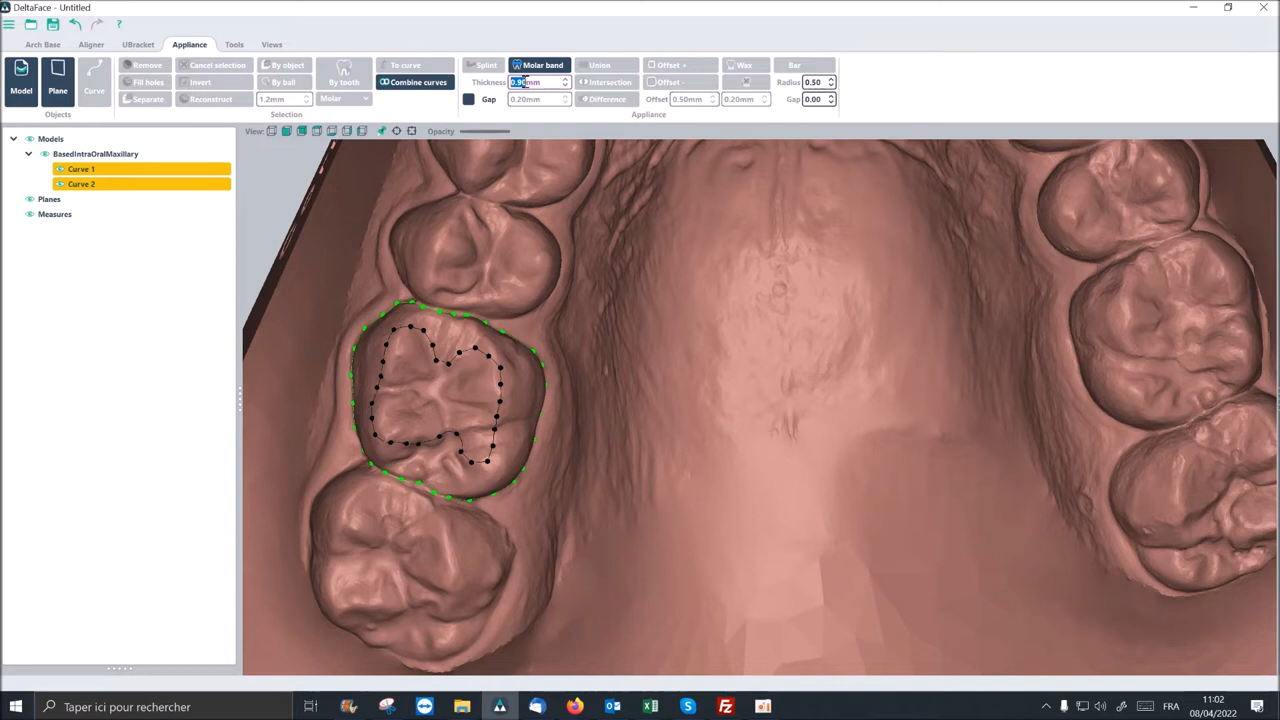 DeltaFace - Untitled
?
Arch Base Aligner UBracket Appliance Tools Views
Remove Cancel selection By object To curve Splint Molar band Union Offset + Wax Bar
Model Plane Curve Fill holes Invert By ball By tooth Combine curves Thickness 0.90mm Intersection Offset - Radius 0.50
Separate Reconstruct 1.2mm Molar Gap 0.20mm Difference Offset 0.50mm 0.20mm Gap 0.00
Objects Selection Appliance
View: Opacity
Models
BasedIntraOralMaxillary
Curve 1
Curve 2
Planes
Measures
Taper ici pour rechercher
FRA
11:02
08/04/2022